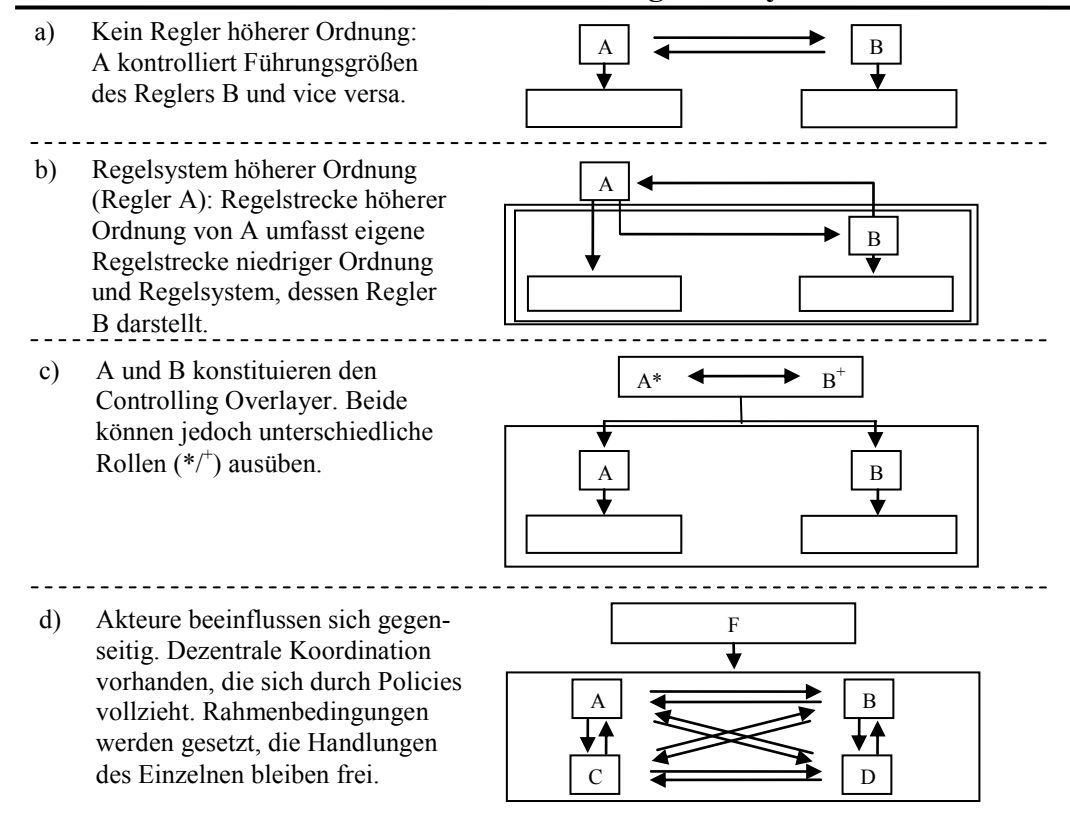 a) Kein Regler höherer Ordnung:
A kontrolliert Führungsgrößen
des Reglers B und vice versa.
A B
b) Regelsystem höherer Ordnung
(Regler A): Regelstrecke höherer
Ordnung von A umfasst eigene
Regelstrecke niedriger Ordnung
und Regelsystem, dessen Regler
B darstellt.
A
B
c) A und B konstituieren den
Controlling Overlayer. Beide
können jedoch unterschiedliche
Rollen (*/⁺) ausüben.
A* B⁺
A B
d) Akteure beeinflussen sich gegen-
seitig. Dezentrale Koordination
vorhanden, die sich durch Policies
vollzieht. Rahmenbedingungen
werden gesetzt, die Handlungen
des Einzelnen bleiben frei.
F
A B
C D